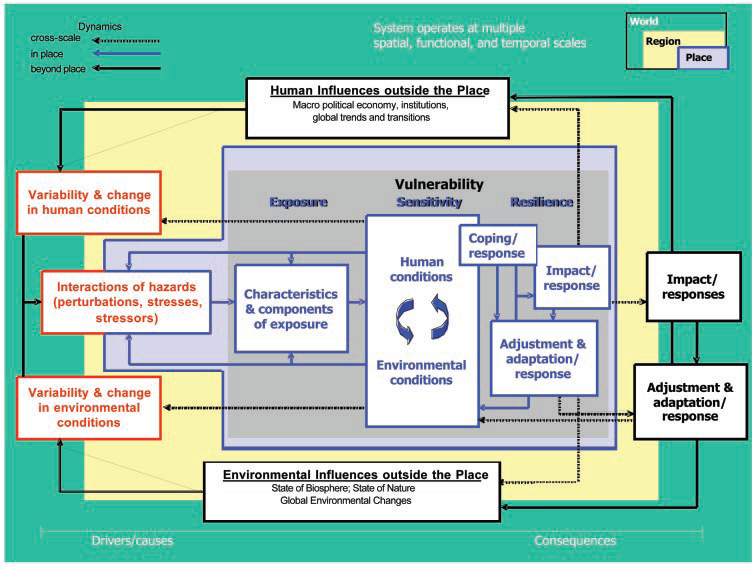 Dynamics
cross-scale
in place
beyond place
System operates at multiple
spatial, functional, and temporal scales
World
Region
Place
Human Influences outside the Place
Macro political economy, institutions,
global trends and transitions
Vulnerability
Exposure
Sensitivity
Resilience
Variability & change
in human conditions
Interactions of hazards
(perturbations, stresses,
stressors)
Variability & change
in environmental
conditions
Characteristics
& components
of exposure
Human
conditions
Environmental
conditions
Coping/
response
Impact/
response
Adjustment &
adaptation/
response
Impact/
responses
Adjustment &
adaptation/
response
Environmental Influences outside the Place
State of Biosphere; State of Nature
Global Environmental Changes
Drivers/causes
Consequences